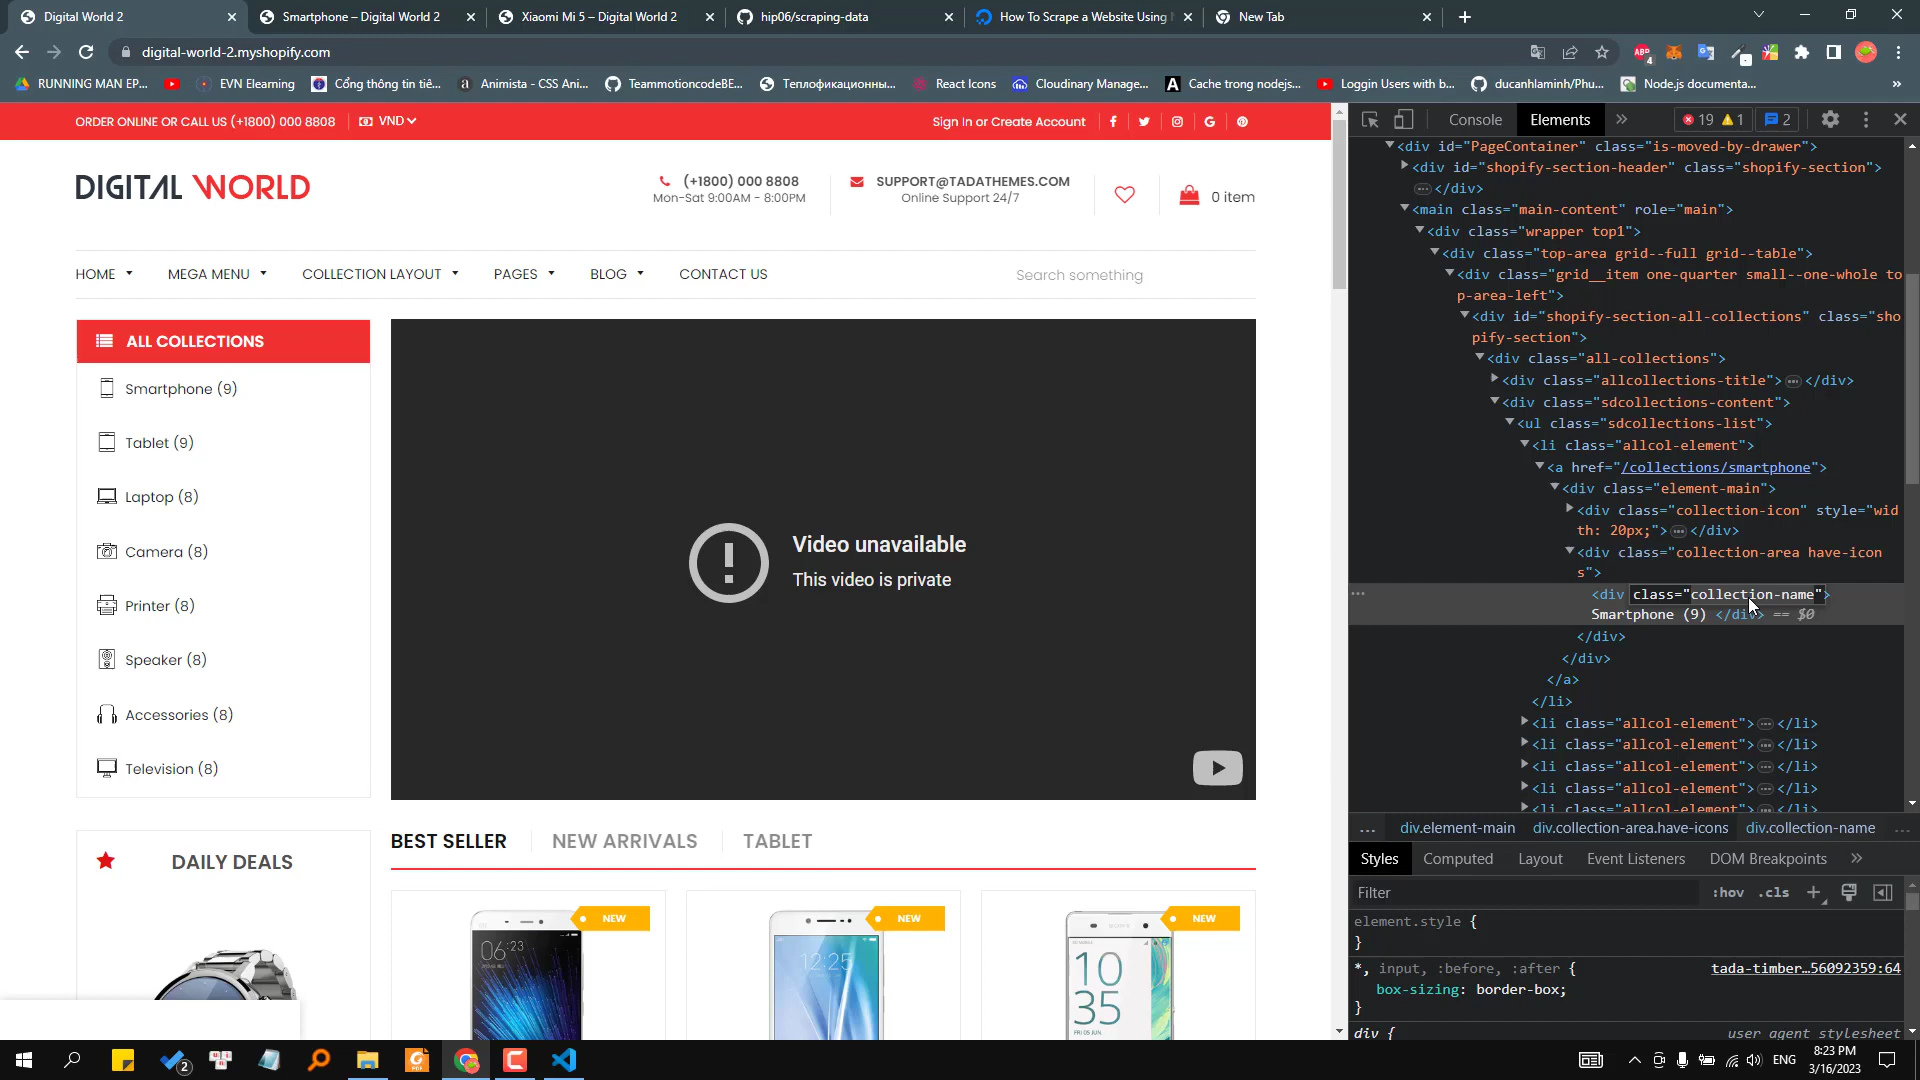 Digital World 2
Smartphone – Digital World 2
Xiaomi Mi 5 – Digital World 2
hip06/scraping-data
How To Scrape a Website Using
New Tab
digital-world-2.myshopify.com
RUNNING MAN EP...
EVN Elearning
Cổng thông tin tiê...
Animista - CSS Ani...
TeammotioncodeBE...
Теплофикационны...
React Icons
Cloudinary Manage...
Cache trong nodejs...
Loggin Users with b...
ducanhlaminh/Phu...
Node.js documenta...
ORDER ONLINE OR CALL US (+1800) 000 8808
VND
Sign In or Create Account
DIGITAL WORLD
(+1800) 000 8808
Mon-Sat 9:00AM - 8:00PM
SUPPORT@TADATHEMES.COM
Online Support 24/7
0 item
HOME
MEGA MENU
COLLECTION LAYOUT
PAGES
BLOG
CONTACT US
Search something
ALL COLLECTIONS
Smartphone (9)
Tablet (9)
Laptop (8)
Camera (8)
Printer (8)
Speaker (8)
Accessories (8)
Television (8)
Video unavailable
This video is private
DAILY DEALS
BEST SELLER
NEW ARRIVALS
TABLET
NEW
NEW
NEW
06:23
12:25
10
35
Console
Elements
19
1
2
<div id="PageContainer" class="is-moved-by-drawer">
<div id="shopify-section-header" class="shopify-section">
</div>
<main class="main-content" role="main">
<div class="wrapper top1">
<div class="top-area grid--full grid--table">
<div class="grid__item one-quarter small--one-whole to
p-area-left">
<div id="shopify-section-all-collections" class="sho
pify-section">
<div class="all-collections">
<div class="allcollections-title"> </div>
<div class="sdcollections-content">
<ul class="sdcollections-list">
<li class="allcol-element">
<a href="/collections/smartphone">
<div class="element-main">
<div class="collection-icon" style="wid
th: 20px;"> </div>
<div class="collection-area have-icon
s">
<div class="collection-name">
Smartphone (9) </div> == $0
</div>
</div>
</a>
</li>
<li class="allcol-element"> </li>
<li class="allcol-element"> </li>
<li class="allcol-element"> </li>
<li class="allcol-element"> </li>
<li class="allcol-element"> </li>
...
div.element-main
div.collection-area.have-icons
div.collection-name
...
Styles
Computed
Layout
Event Listeners
DOM Breakpoints
Filter
:hov
.cls
element.style {
}
*, input, :before, :after {
tada-timber…56092359:64
box-sizing: border-box;
}
div {
user agent stylesheet
2
ENG
8:23 PM
3/16/2023